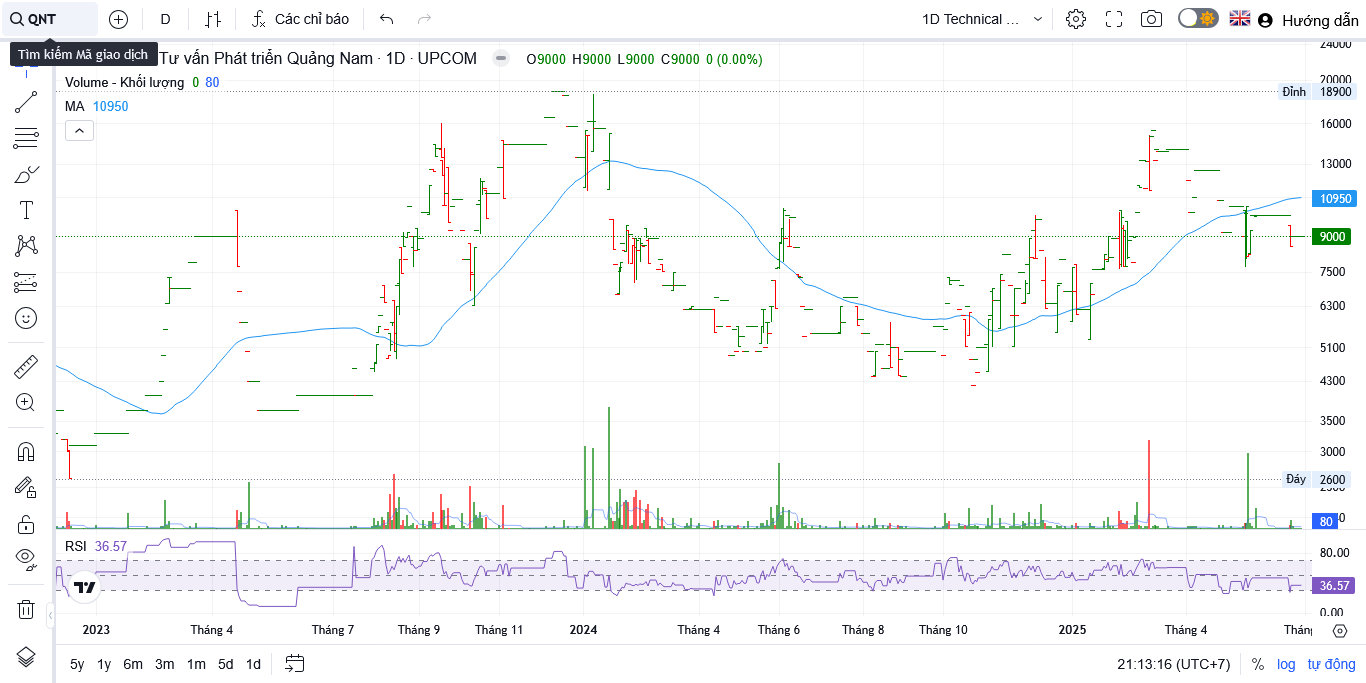 QNT
D
Các chỉ báo
1D Technical ...
Hướng dẫn
Tìm kiếm Mã giao dịch
Tư vấn Phát triển Quảng Nam · 1D · UPCOM
O9000 H9000 L9000 C9000 0 (0.00%)
Volume - Khối lượng 0 80
MA 10950
24000
20000
Đỉnh 18900
16000
13000
10950
9000
7500
6300
5100
4300
3500
3000
Đáy 2600
80
RSI 36.57
80.00
36.57
0.00
2023
Tháng 4
Tháng 7
Tháng 9
Tháng 11
2024
Tháng 4
Tháng 6
Tháng 8
Tháng 10
2025
Tháng 4
Thán
5y 1y 6m 3m 1m 5d 1d
21:13:16 (UTC+7)
% log tự động